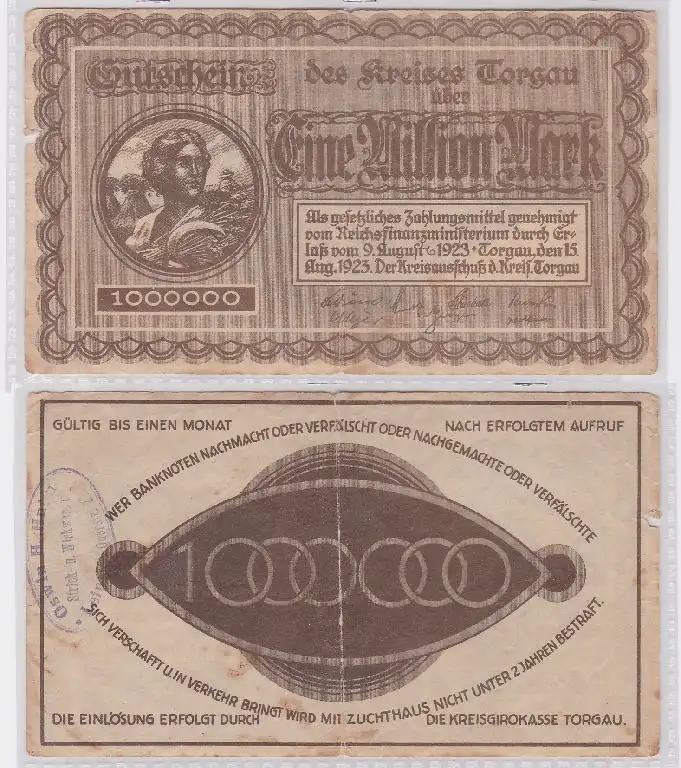 Gutschein des Kreises Torgau
über
Eine Million Mark
Als gesetzliches Zahlungsmittel genehmigt
vom Reichsfinanzministerium durch Er-
laß vom 9. August 1923 • Torgau, den 15.
Aug. 1923. Der Kreisausschuß d. Kreis. Torgau
1000000
GÜLTIG BIS EINEN MONAT NACH ERFOLGTEM AUFRUF
WER BANKNOTEN NACHMACHT ODER VERFÄLSCHT ODER NACHGEMACHTE ODER VERFÄLSCHTE
1000000
SICH VERSCHAFFT U. IN VERKEHR BRINGT WIRD MIT ZUCHTHAUS NICHT UNTER 2 JAHREN BESTRAFT.
DIE EINLÖSUNG ERFOLGT DURCH DIE KREISGIROKASSE TORGAU.
Oswin
Strick- u.